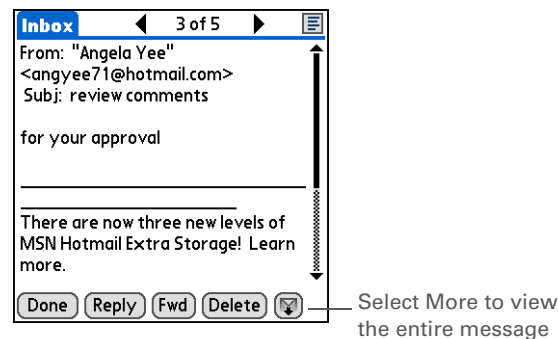 Inbox 3 of 5
From: "Angela Yee"
<angyee71@hotmail.com>
Subj: review comments
for your approval
There are now three new levels of
MSN Hotmail Extra Storage! Learn
more.
Done Reply Fwd Delete
Select More to view
the entire message